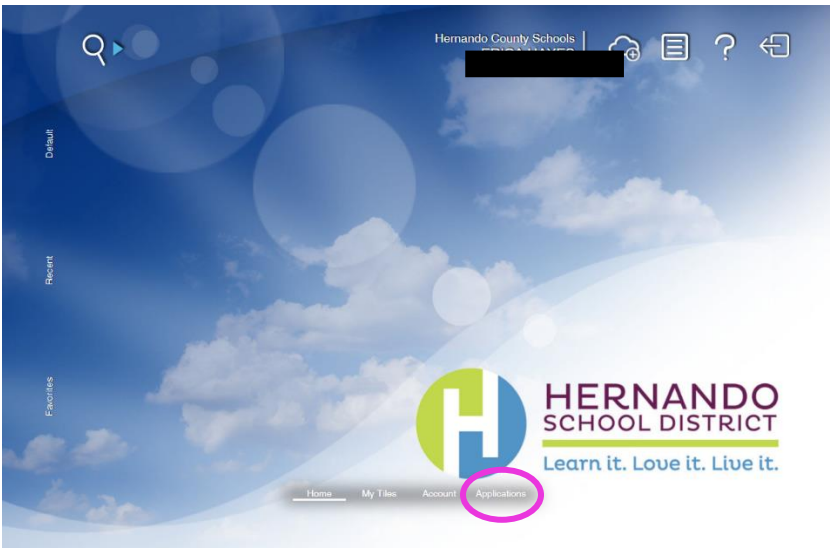 Hernando County Schools
Default
Recent
Favorites
HERNANDO
SCHOOL DISTRICT
Learn it. Love it. Live it.
Home My Tiles Account Applications